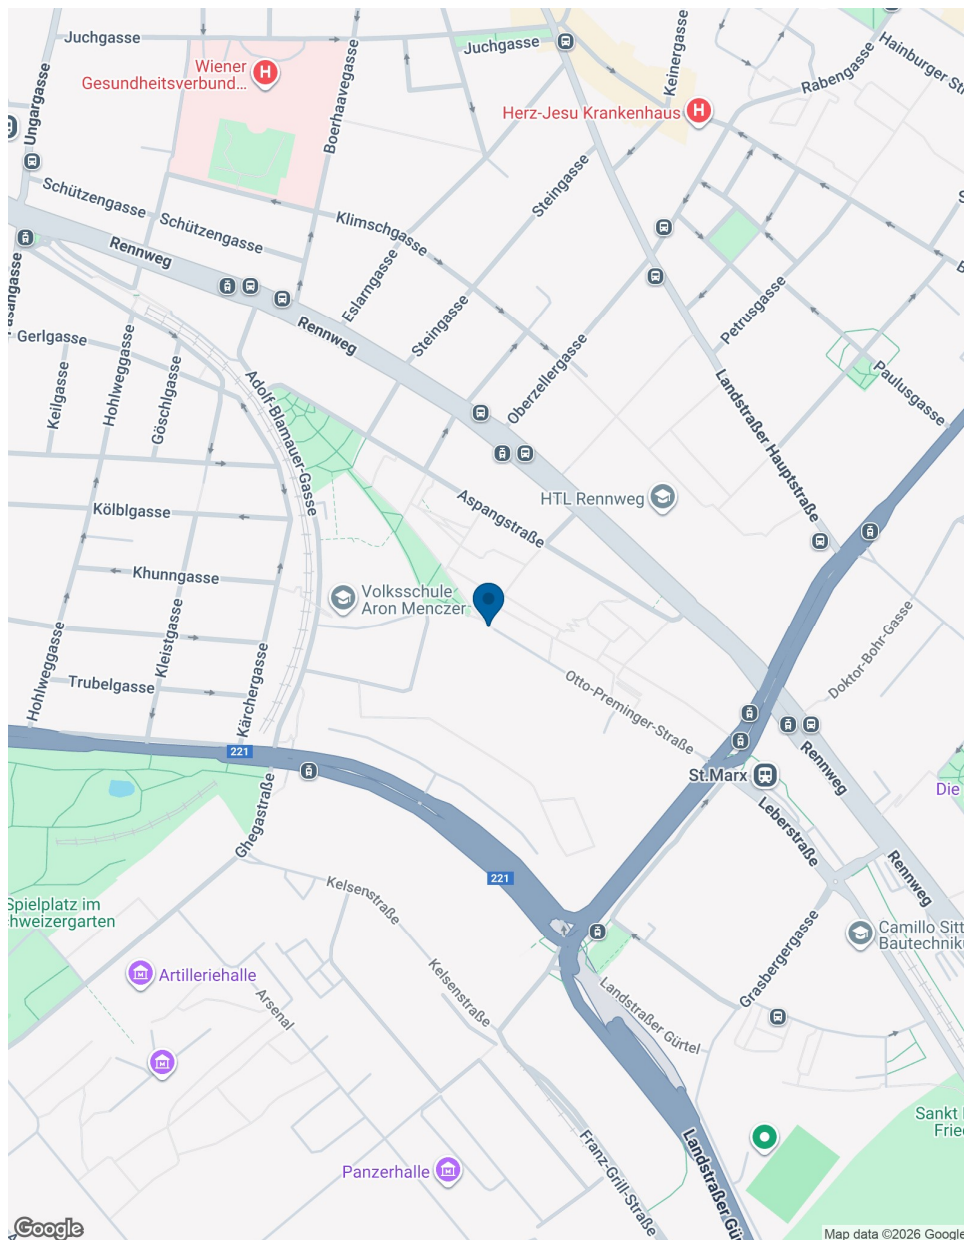 Juchgasse
Juchgasse
Keinergasse
Hainburger Str
Rabengasse
Wiener
Gesundheitsverbund...
Ungargasse
Boerhaavegasse
Herz-Jesu Krankenhaus
Steingasse
Schützengasse
Schützengasse
Klimschgasse
Rennweg
Eslarngasse
Steingasse
Petrusgasse
Rennweg
Gerlgasse
Hohlweggasse
Keilgasse
Göschlgasse
Oberzellergasse
Paulusgasse
Adolf-Blamauer-Gasse
Landstraßer Hauptstraße
HTL Rennweg
Aspangstraße
Kölblgasse
Khunngasse
Volksschule
Aron Menczer
Kleistgasse
Hohlweggasse
Kärchergasse
Trubelgasse
Doktor-Bohr-Gasse
Otto-Preminger-Straße
221
St.Marx
Rennweg
Die
Leberstraße
Ghegastraße
Rennweg
221
Kelsenstraße
Spielplatz im
chweizergarten
Camillo Sitt
Bautechniku
Grasbergergasse
Artilleriehalle
Arsenal
Kelsenstraße
Landstraßer Gürtel
Sankt
Fried
Panzerhalle
Franz-Grill-Straße
Landstraßer Gü
Google
Map data ©2026 Google